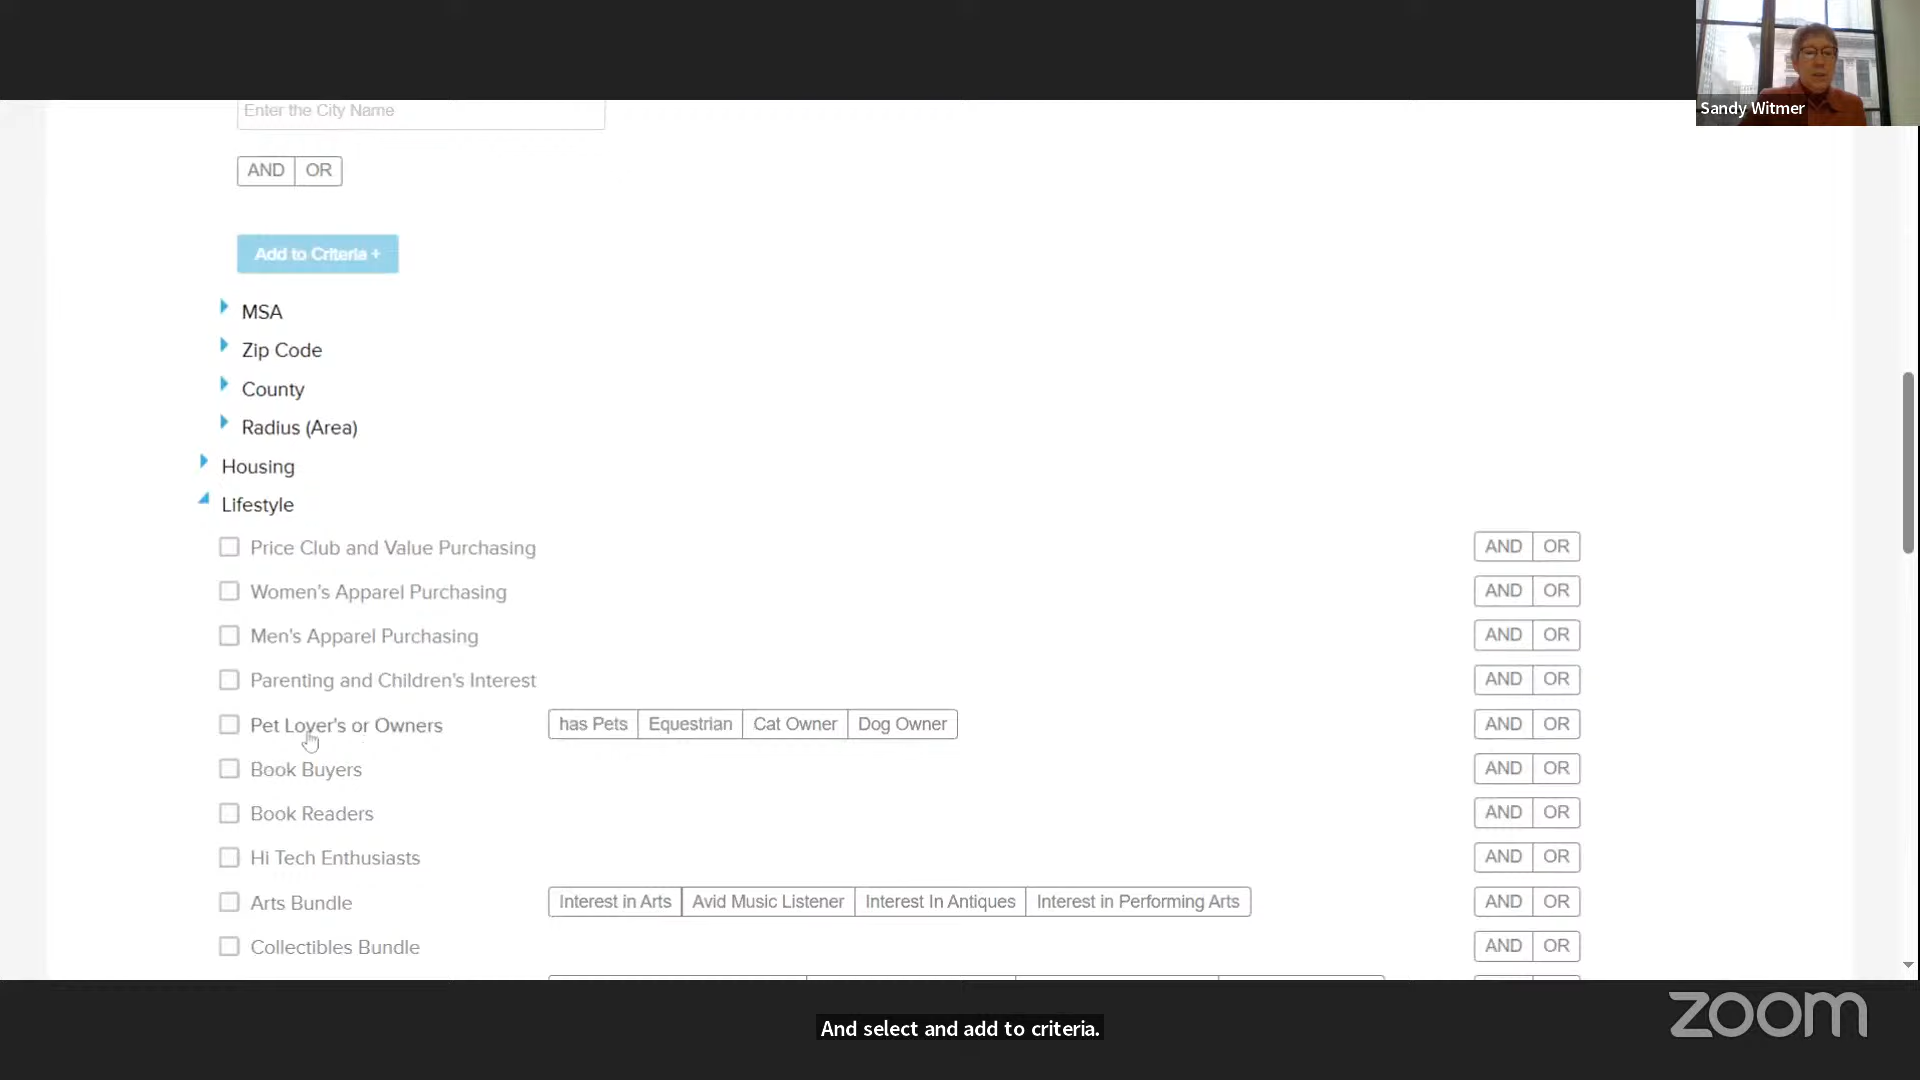 Sandy Witmer
Enter the City Name
AND OR
Add to Criteria +
MSA
Zip Code
County
Radius (Area)
Housing
Lifestyle
Price Club and Value Purchasing AND OR
Women's Apparel Purchasing AND OR
Men's Apparel Purchasing AND OR
Parenting and Children's Interest AND OR
Pet Lover's or Owners has Pets Equestrian Cat Owner Dog Owner AND OR
Book Buyers AND OR
Book Readers AND OR
Hi Tech Enthusiasts AND OR
Arts Bundle Interest in Arts Avid Music Listener Interest In Antiques Interest in Performing Arts AND OR
Collectibles Bundle AND OR
And select and add to criteria.
zoom